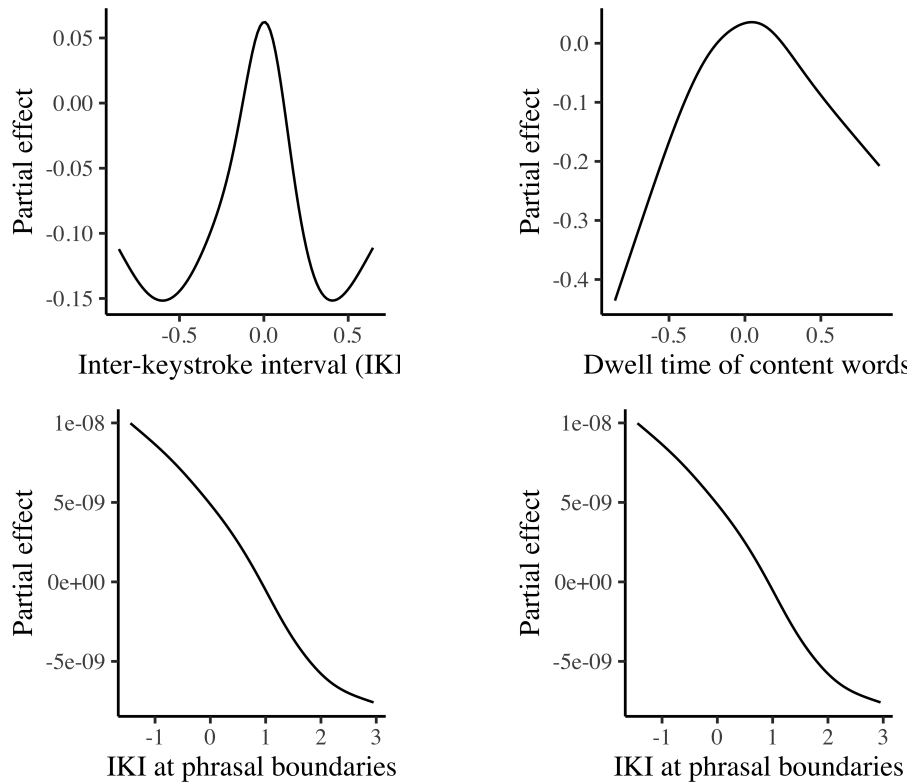 Partial effect
0.05
0.00
-0.05
-0.10
-0.15
-0.5 0.0 0.5
Inter-keystroke interval (IKI
Partial effect
0.0
-0.1
-0.2
-0.3
-0.4
-0.5 0.0 0.5
Dwell time of content words
Partial effect
1e-08
5e-09
0e+00
-5e-09
-1 0 1 2 3
IKI at phrasal boundaries
Partial effect
1e-08
5e-09
0e+00
-5e-09
-1 0 1 2 3
IKI at phrasal boundaries